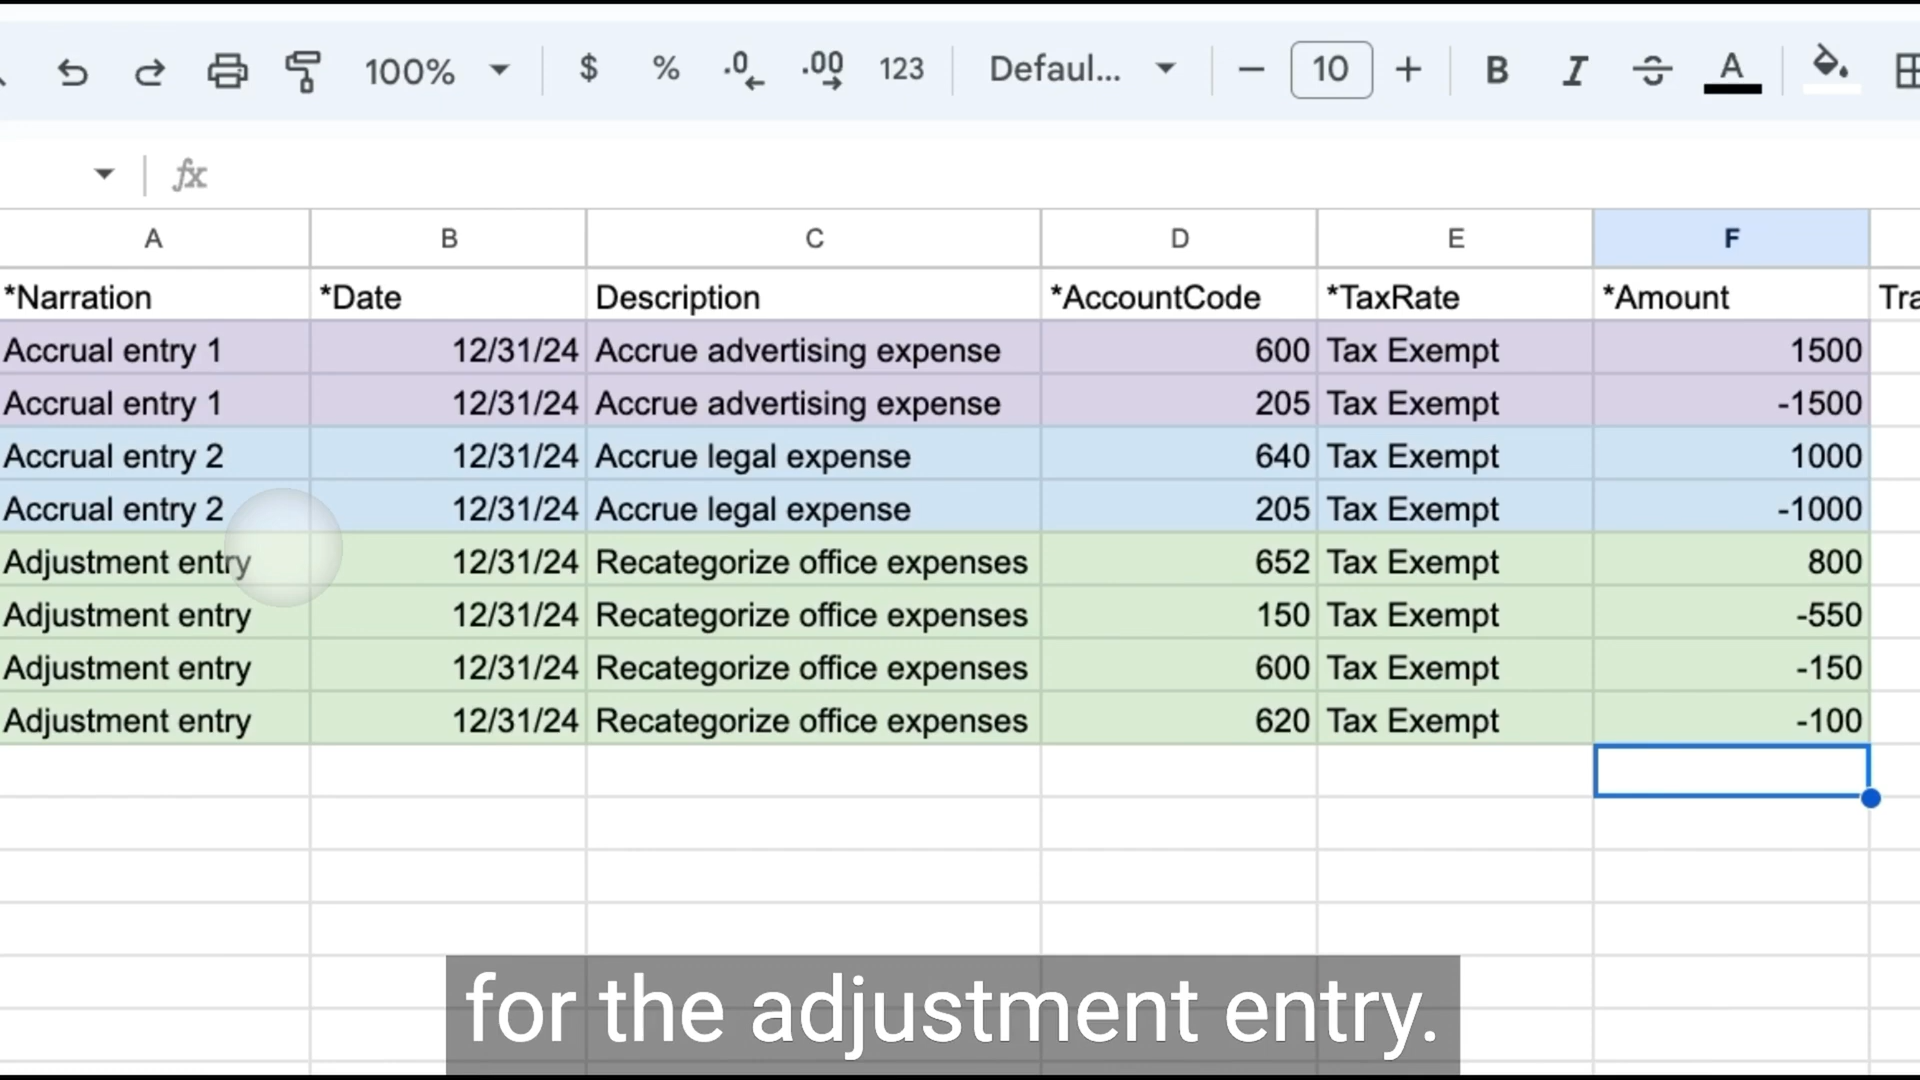 100% $ % .0 .00 123 Defaul... − 10 + B I S A
fx
A B C D E F
*Narration *Date Description *AccountCode *TaxRate *Amount Tra
Accrual entry 1 12/31/24 Accrue advertising expense 600 Tax Exempt 1500
Accrual entry 1 12/31/24 Accrue advertising expense 205 Tax Exempt -1500
Accrual entry 2 12/31/24 Accrue legal expense 640 Tax Exempt 1000
Accrual entry 2 12/31/24 Accrue legal expense 205 Tax Exempt -1000
Adjustment entry 12/31/24 Recategorize office expenses 652 Tax Exempt 800
Adjustment entry 12/31/24 Recategorize office expenses 150 Tax Exempt -550
Adjustment entry 12/31/24 Recategorize office expenses 600 Tax Exempt -150
Adjustment entry 12/31/24 Recategorize office expenses 620 Tax Exempt -100
for the adjustment entry.